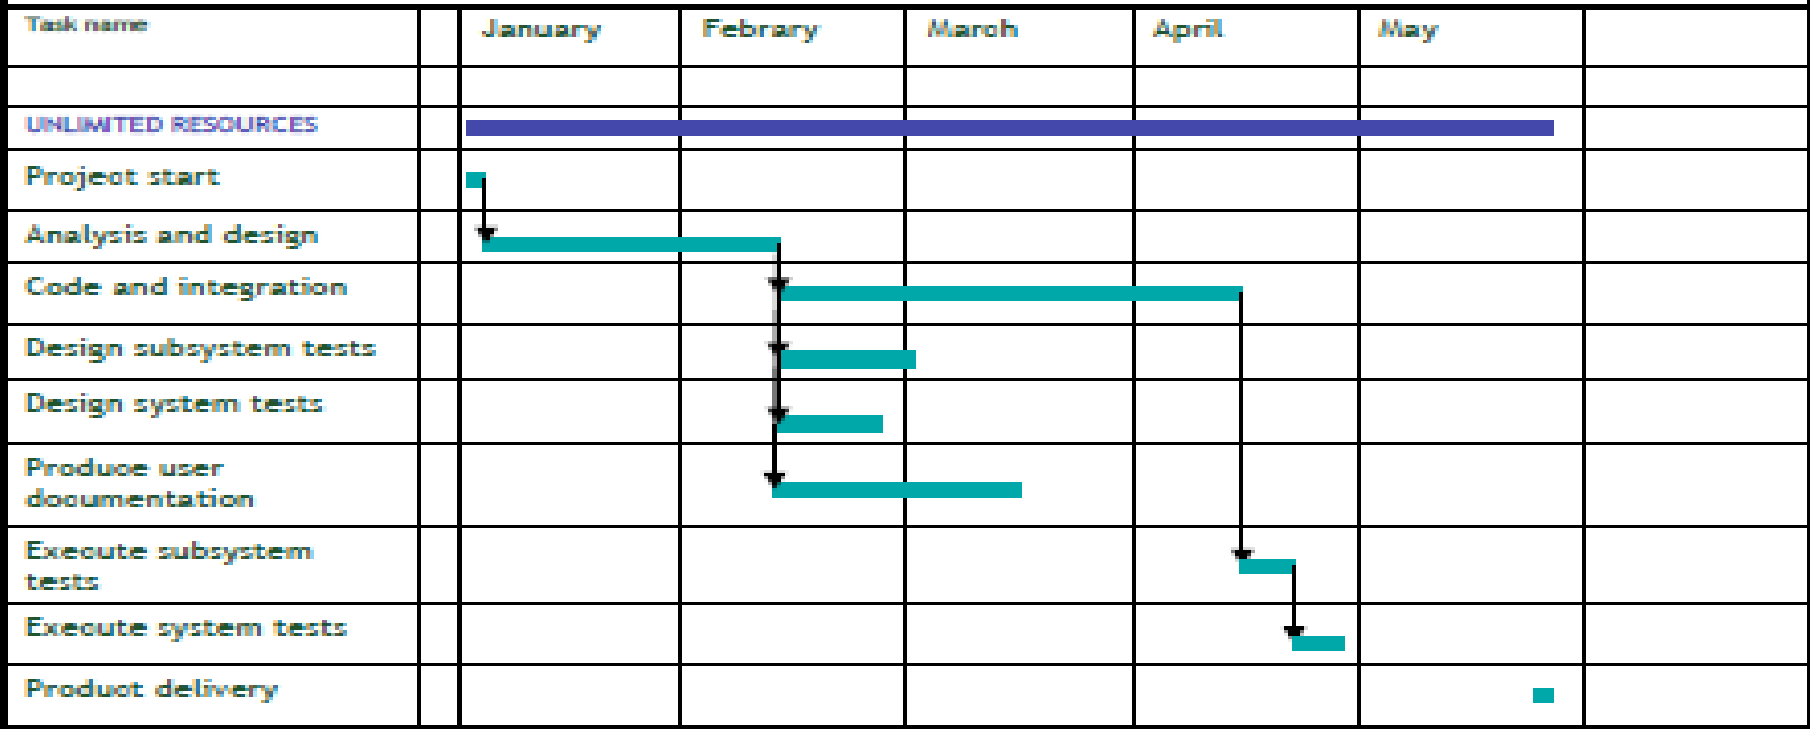 Task name
January
Februry
March
April
May
UNLIMITED RESOURCES
Project start
Analysis and design
Code and integration
Design subsystem tests
Design system tests
Produce user
documentation
Execute subsystem
tests
Execute system tests
Product delivery